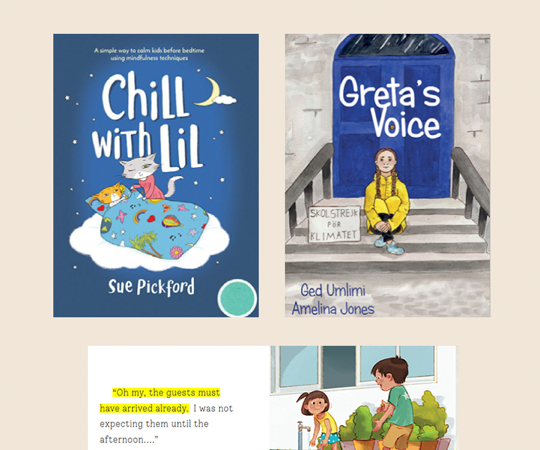 A simple way to calm kids before bedtime
using mindfulness techniques
Chill
with Lil
Sue Pickford
Greta's
Voice
SKOLSTREJK
FÖR
KLIMATET
Ged Umlimi
Amelina Jones
"Oh my, the guests must
have arrived already. I was not
expecting them until the
afternoon...."